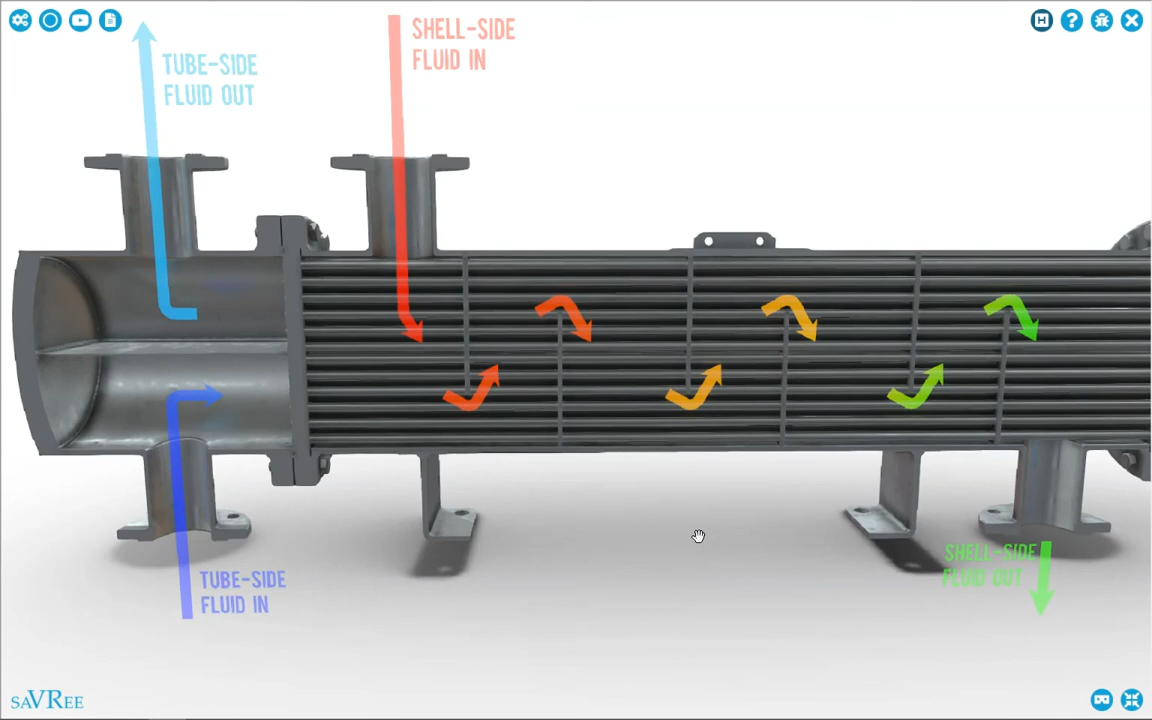 SHELL-SIDE
FLUID IN
TUBE-SIDE
FLUID OUT
TUBE-SIDE
FLUID IN
SHELL-SIDE
FLUID OUT
saVRee
H
?